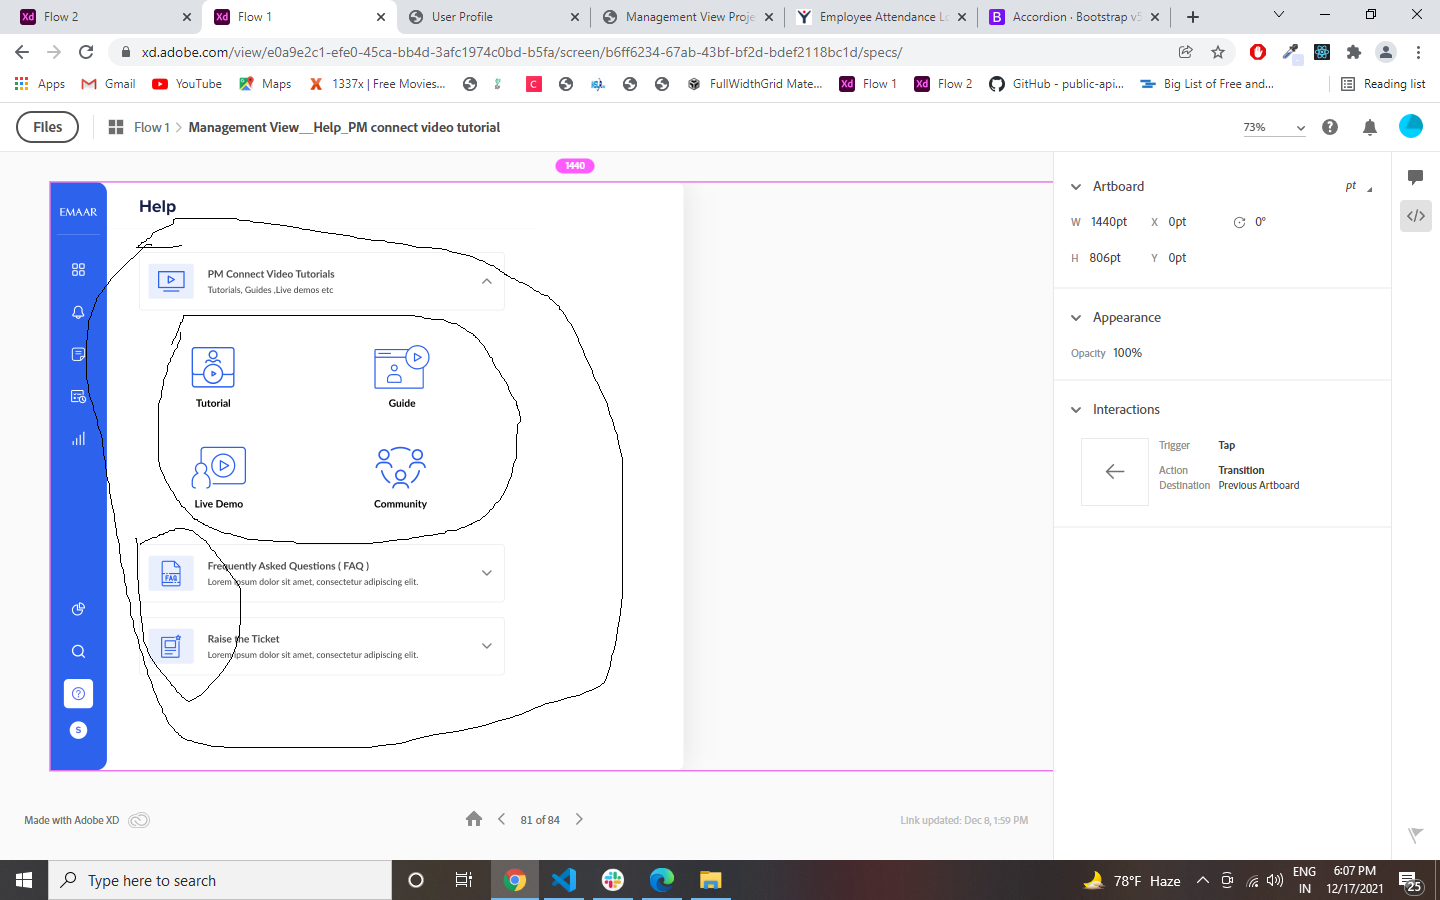 Flow 2
Flow 1
User Profile
Management View Proje
Employee Attendance Lo
Accordion · Bootstrap v5
xd.adobe.com/view/e0a9e2c1-efe0-45ca-bb4d-3afc1974c0bd-b5fa/screen/b6ff6234-67ab-43bf-bf2d-bdef2118bc1d/specs/
Apps
Gmail
YouTube
Maps
1337x | Free Movies...
FullWidthGrid Mate...
Flow 1
Flow 2
GitHub - public-api...
Big List of Free and...
Reading list
Files
Flow 1 > Management View__Help_PM connect video tutorial
73%
1440
EMAAR
Help
PM Connect Video Tutorials
Tutorials, Guides ,Live demos etc
Tutorial
Guide
Live Demo
Community
FAQ
Frequently Asked Questions ( FAQ )
Lorem ipsum dolor sit amet, consectetur adipiscing elit.
Raise the Ticket
Lorem ipsum dolor sit amet, consectetur adipiscing elit.
S
Artboard
pt
W 1440pt X 0pt 0°
H 806pt Y 0pt
Appearance
Opacity 100%
Interactions
Trigger Tap
Action Transition
Destination Previous Artboard
Made with Adobe XD
81 of 84
Link updated: Dec 8, 1:59 PM
Type here to search
78°F Haze
ENG
IN
6:07 PM
12/17/2021
25